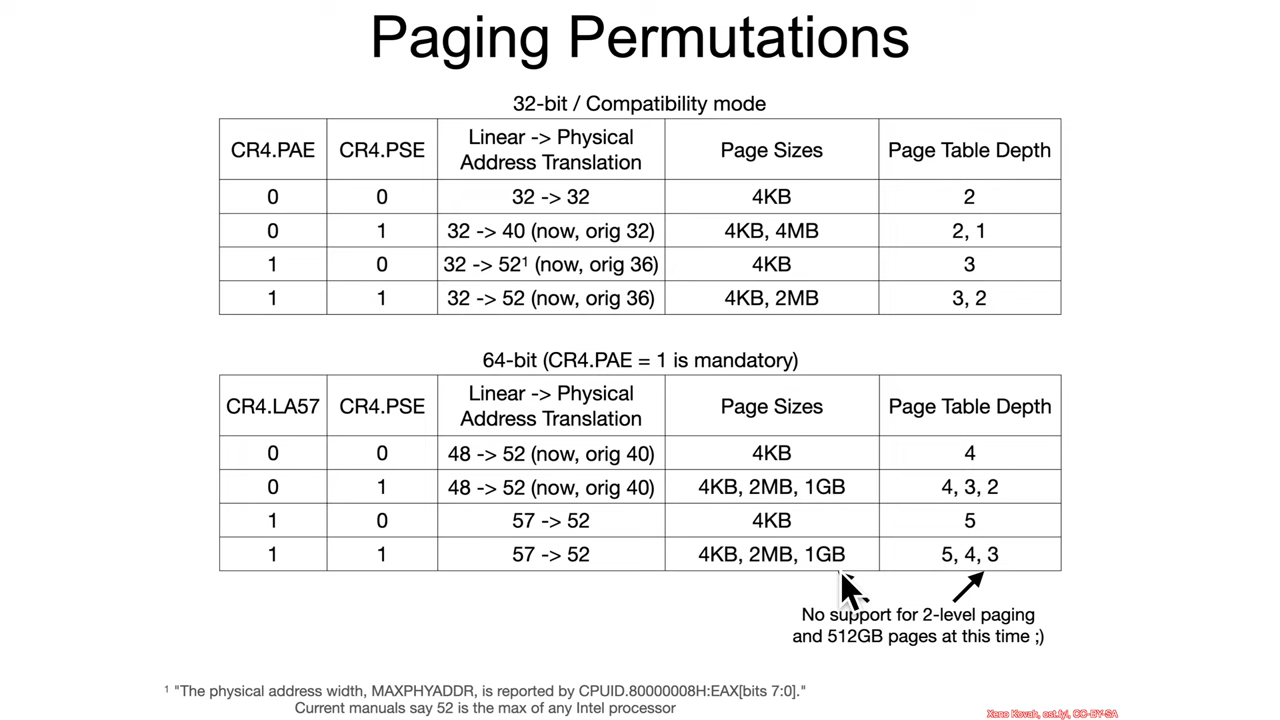 Paging Permutations
32-bit / Compatibility mode
CR4.PAE CR4.PSE Linear -> Physical Address Translation Page Sizes Page Table Depth
0 0 32 -> 32 4KB 2
0 1 32 -> 40 (now, orig 32) 4KB, 4MB 2, 1
1 0 32 -> 52¹ (now, orig 36) 4KB 3
1 1 32 -> 52 (now, orig 36) 4KB, 2MB 3, 2
64-bit (CR4.PAE = 1 is mandatory)
CR4.LA57 CR4.PSE Linear -> Physical Address Translation Page Sizes Page Table Depth
0 0 48 -> 52 (now, orig 40) 4KB 4
0 1 48 -> 52 (now, orig 40) 4KB, 2MB, 1GB 4, 3, 2
1 0 57 -> 52 4KB 5
1 1 57 -> 52 4KB, 2MB, 1GB 5, 4, 3
No support for 2-level paging
and 512GB pages at this time ;)
¹ "The physical address width, MAXPHYADDR, is reported by CPUID.80000008H:EAX[bits 7:0]."
Current manuals say 52 is the max of any Intel processor
Xeno Kovah, ost.fyi, CC-BY-SA